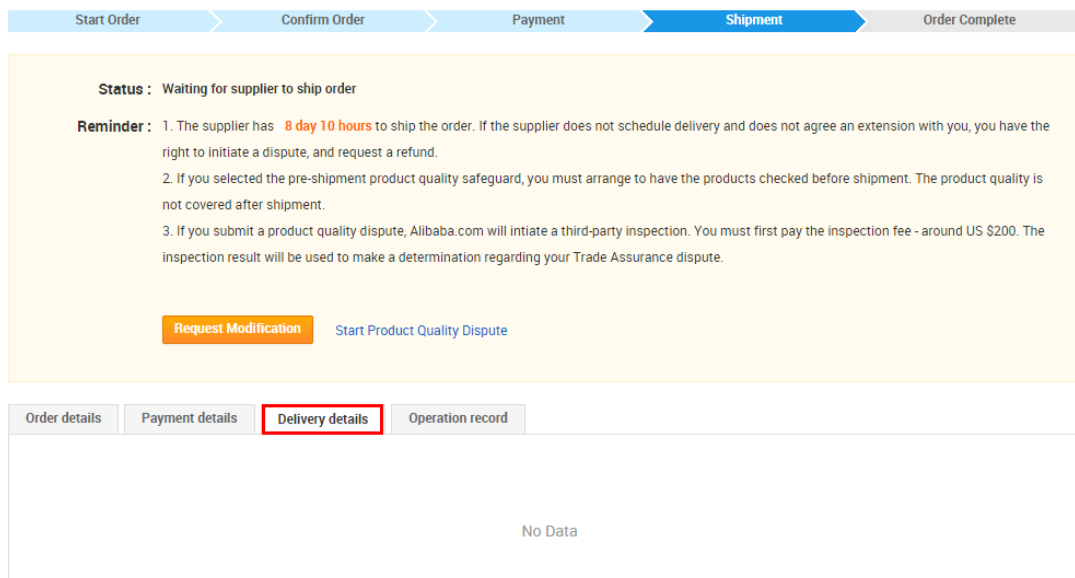 Start Order
Confirm Order
Payment
Shipment
Order Complete
Status : Waiting for supplier to ship order
Reminder : 1. The supplier has 8 day 10 hours to ship the order. If the supplier does not schedule delivery and does not agree an extension with you, you have the
right to initiate a dispute, and request a refund.
2. If you selected the pre-shipment product quality safeguard, you must arrange to have the products checked before shipment. The product quality is
not covered after shipment.
3. If you submit a product quality dispute, Alibaba.com will intiate a third-party inspection. You must first pay the inspection fee - around US $200. The
inspection result will be used to make a determination regarding your Trade Assurance dispute.
Request Modification
Start Product Quality Dispute
Order details
Payment details
Delivery details
Operation record
No Data